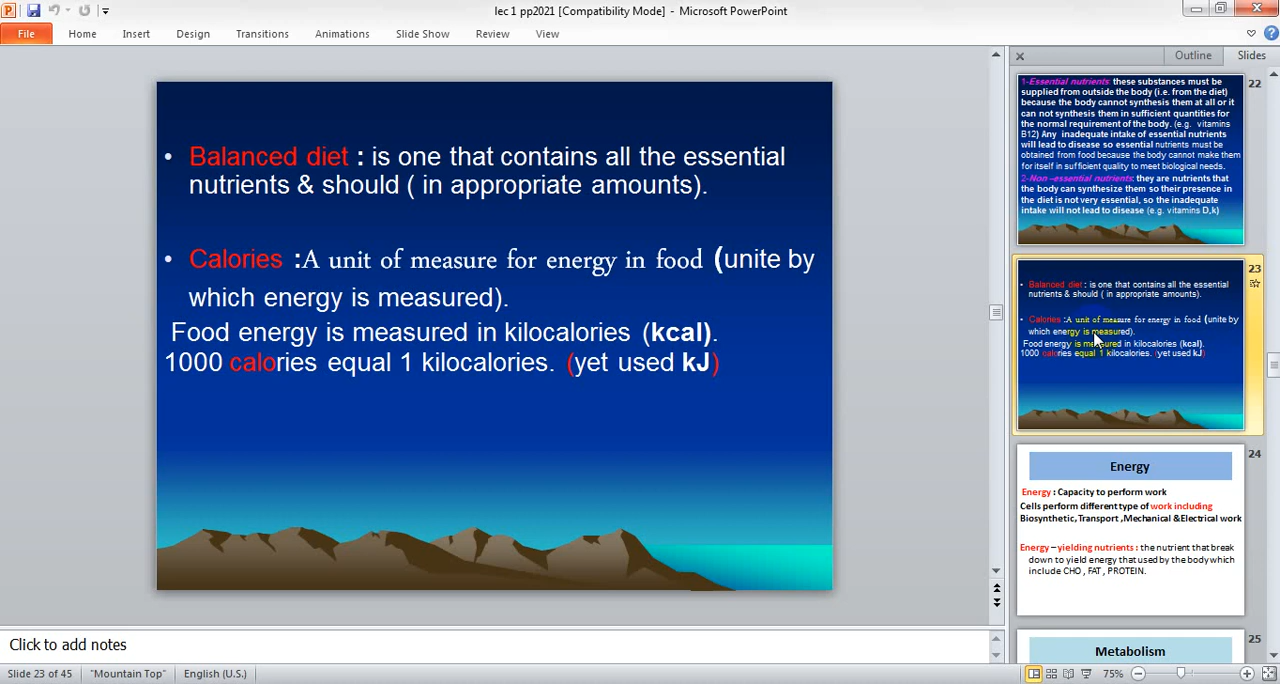 lec 1 pp2021 [Compatibility Mode] - Microsoft PowerPoint
File Home Insert Design Transitions Animations Slide Show Review View
• Balanced diet : is one that contains all the essential
nutrients & should ( in appropriate amounts).
• Calories :A unit of measure for energy in food (unite by
which energy is measured).
Food energy is measured in kilocalories (kcal).
1000 calories equal 1 kilocalories. (yet used kJ)
Click to add notes
Outline Slides
22
1-Essential nutrients: these substances must be
supplied from outside the body (i.e. from the diet)
because the body cannot synthesis them at all or it
can not synthesis them in sufficient quantities for
the normal requirement of the body. (e.g. vitamins
B12) Any inadequate intake of essential nutrients
will lead to disease so essential nutrients must be
obtained from food because the body cannot make them
for itself in sufficient quality to meet biological needs.
2-Non –essential nutrients: they are nutrients that
the body can synthesize them so their presence in
the diet is not very essential, so the inadequate
intake will not lead to disease (e.g. vitamins D,k)
23
• Balanced diet : is one that contains all the essential
nutrients & should ( in appropriate amounts).
• Calories :A unit of measure for energy in food (unite by
which energy is measured).
Food energy is measured in kilocalories (kcal).
1000 calories equal 1 kilocalories. (yet used kJ)
24
Energy
Energy : Capacity to perform work
Cells perform different type of work including
Biosynthetic,Transport ,Mechanical &Electrical work
Energy – yielding nutrients : the nutrient that break
down to yield energy that used by the body which
include CHO , FAT , PROTEIN.
25
Metabolism
Slide 23 of 45 "Mountain Top" English (U.S.) 75%